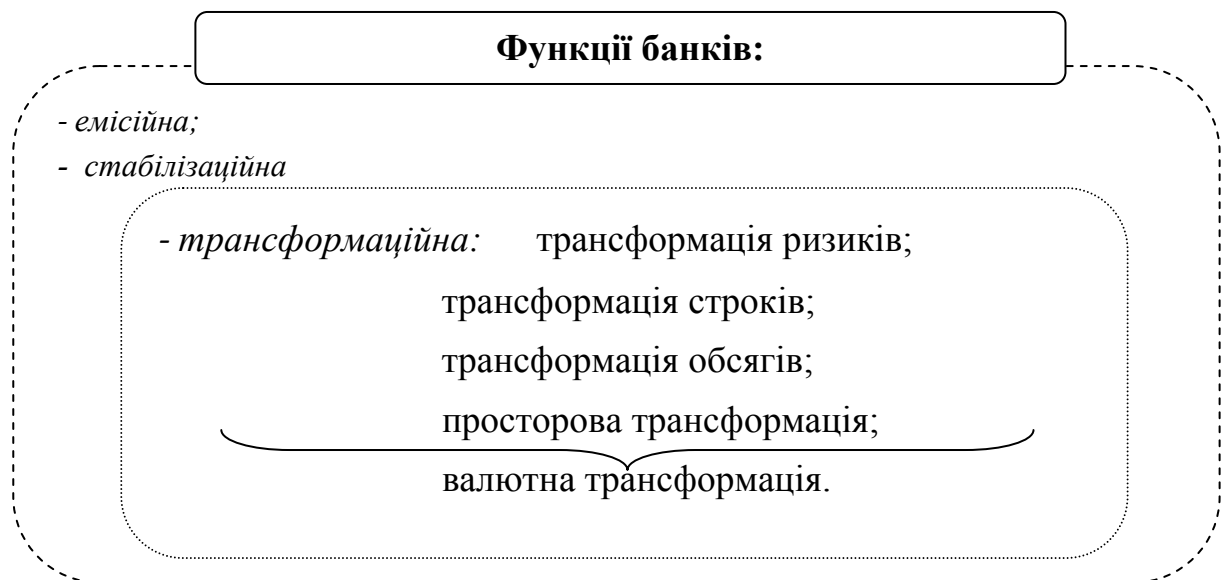 Функції банків:
- емісійна;
- стабілізаційна
- трансформаційна: трансформація ризиків;
трансформація строків;
трансформація обсягів;
просторова трансформація;
валютна трансформація.